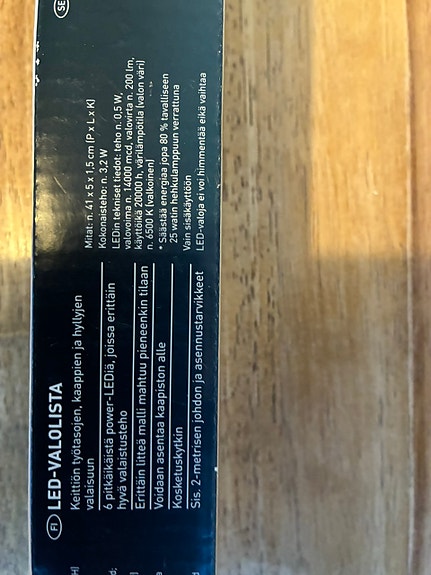 SE
FI LED-VALOLISTA
Keittiön työtasojen, kaappien ja hyllyjen
valaisuun
6 pitkäikäistä power-LEDiä, joissa erittäin
hyvä valaistusteho
Erittäin litteä malli mahtuu pieneenkin tilaan
Voidaan asentaa kaapiston alle
Kosketuskytkin
Sis. 2-metrisen johdon ja asennustarvikkeet
Mitat: n. 41 x 5 x 1,5 cm (P x L x K)
Kokonaisteho: n. 3,2 W
LEDin tekniset tiedot: teho n. 0,5 W,
valovoima n. 14000 mcd, valovirta n. 200 lm,
käyttöikä 20000 h, värilämpötila (valon väri)
n. 6500 K (valkoinen)
* Säästää energiaa jopa 80 % tavalliseen
25 watin hehkulamppuun verrattuna
Vain sisäkäyttöön
LED-valoja ei voi himmentää eikä vaihtaa